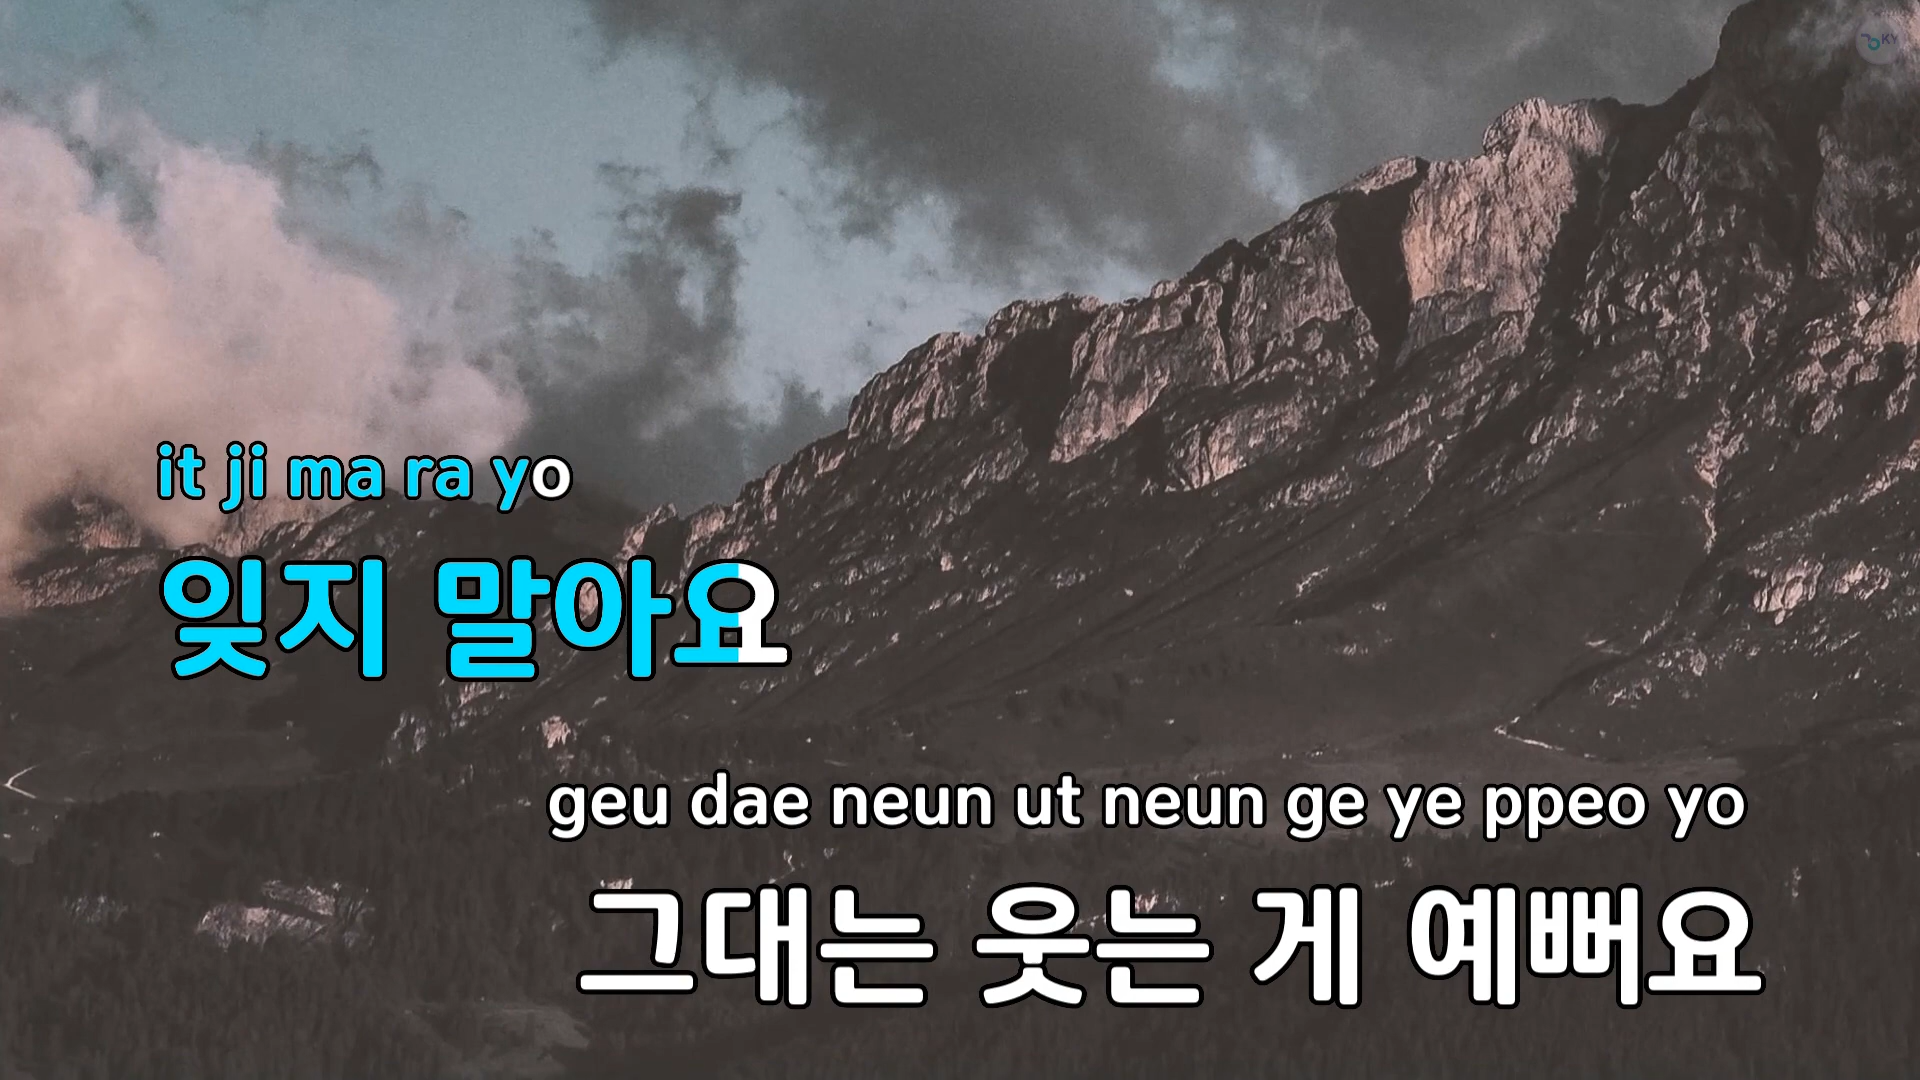 KY
it ji ma ra yo
잊지 말아요
geu dae neun ut neun ge ye ppeo yo
그대는 웃는 게 예뻐요